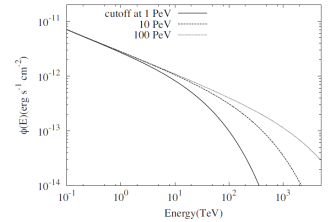 cutoff at 1 PeV
10 PeV
100 PeV
10⁻¹¹
10⁻¹²
10⁻¹³
10⁻¹⁴
ϕ(E)(erg s⁻¹ cm⁻²)
10⁻¹ 10⁰ 10¹ 10² 10³
Energy(TeV)